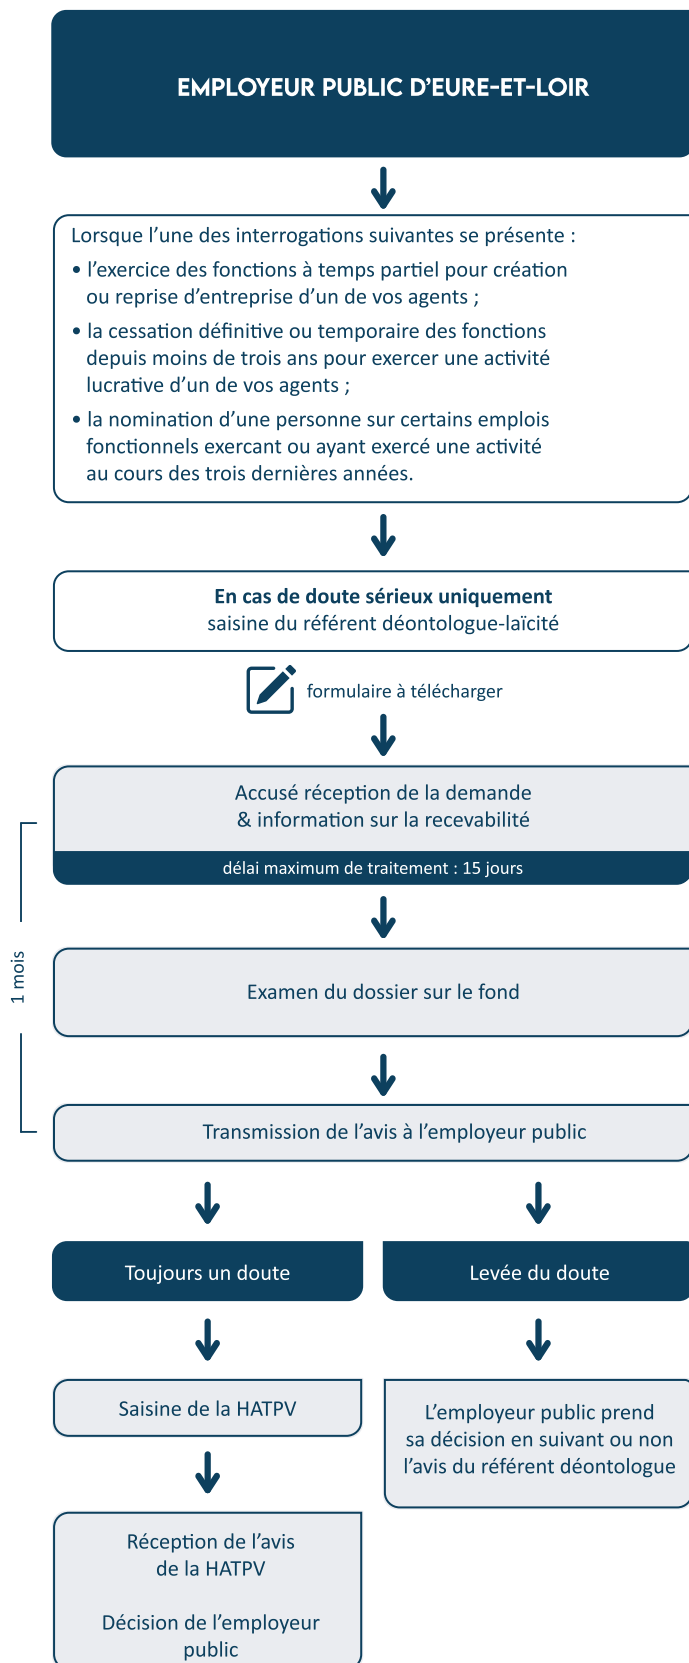 EMPLOYEUR PUBLIC D'EURE-ET-LOIR
Lorsque l'une des interrogations suivantes se présente :
• l'exercice des fonctions à temps partiel pour création
ou reprise d'entreprise d'un de vos agents ;
• la cessation définitive ou temporaire des fonctions
depuis moins de trois ans pour exercer une activité
lucrative d'un de vos agents ;
• la nomination d'une personne sur certains emplois
fonctionnels exercant ou ayant exercé une activité
au cours des trois dernières années.
En cas de doute sérieux uniquement
saisine du référent déontologue-laïcité
formulaire à télécharger
Accusé réception de la demande
& information sur la recevabilité
délai maximum de traitement : 15 jours
1 mois
Examen du dossier sur le fond
Transmission de l'avis à l'employeur public
Toujours un doute
Levée du doute
Saisine de la HATPV
L'employeur public prend
sa décision en suivant ou non
l'avis du référent déontologue
Réception de l'avis
de la HATPV
Décision de l'employeur
public